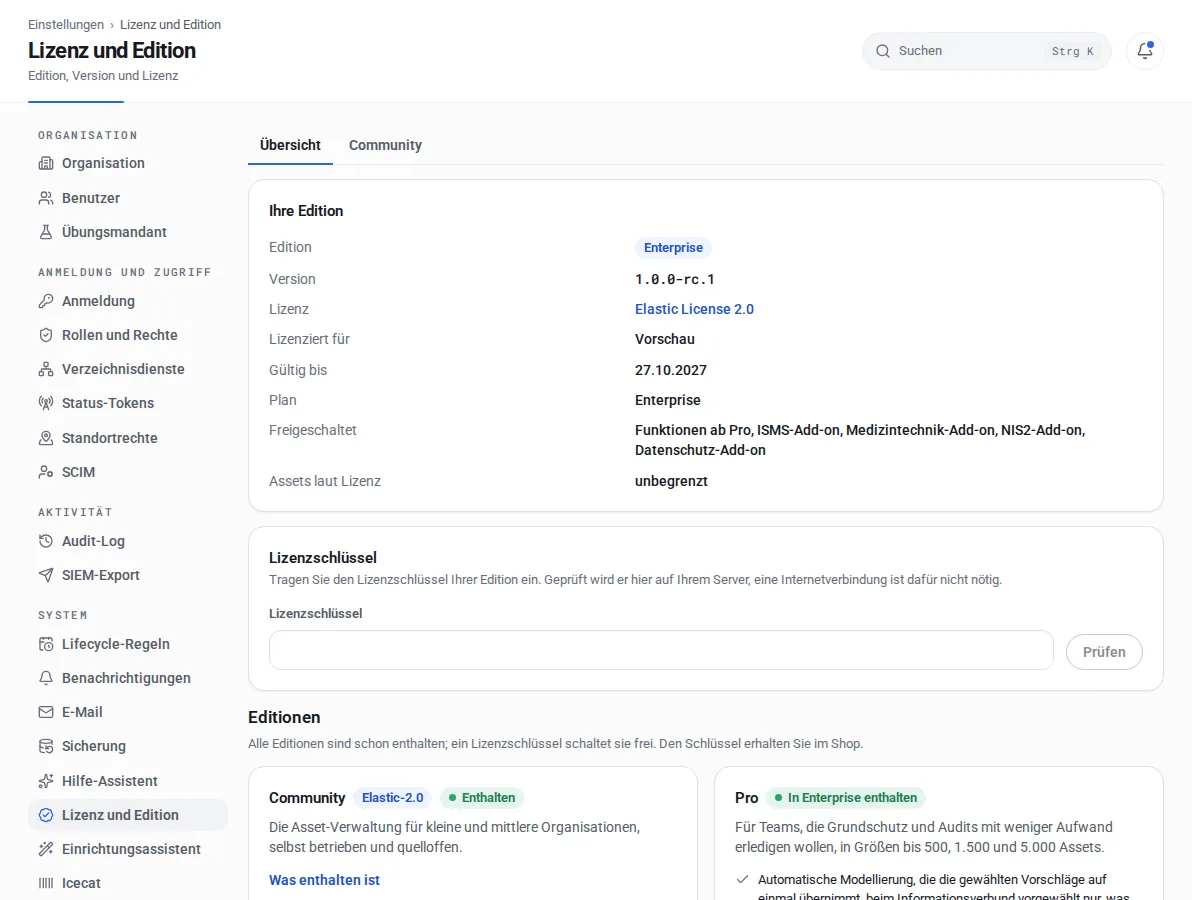 Einstellungen › Lizenz und Edition
Lizenz und Edition
Edition, Version und Lizenz
Suchen
Strg K
ORGANISATION
Organisation
Benutzer
Übungsmandant
ANMELDUNG UND ZUGRIFF
Anmeldung
Rollen und Rechte
Verzeichnisdienste
Status-Tokens
Standortrechte
SCIM
AKTIVITÄT
Audit-Log
SIEM-Export
SYSTEM
Lifecycle-Regeln
Benachrichtigungen
E-Mail
Sicherung
Hilfe-Assistent
Lizenz und Edition
Einrichtungsassistent
Icecat
Übersicht
Community
Ihre Edition
Edition
Enterprise
Version
1.0.0-rc.1
Lizenz
Elastic License 2.0
Lizenziert für
Vorschau
Gültig bis
27.10.2027
Plan
Enterprise
Freigeschaltet
Funktionen ab Pro, ISMS-Add-on, Medizintechnik-Add-on, NIS2-Add-on,
Datenschutz-Add-on
Assets laut Lizenz
unbegrenzt
Lizenzschlüssel
Tragen Sie den Lizenzschlüssel Ihrer Edition ein. Geprüft wird er hier auf Ihrem Server, eine Internetverbindung ist dafür nicht nötig.
Lizenzschlüssel
Prüfen
Editionen
Alle Editionen sind schon enthalten; ein Lizenzschlüssel schaltet sie frei. Den Schlüssel erhalten Sie im Shop.
Community
Elastic-2.0
Enthalten
Die Asset-Verwaltung für kleine und mittlere Organisationen,
selbst betrieben und quelloffen.
Was enthalten ist
Pro
In Enterprise enthalten
Für Teams, die Grundschutz und Audits mit weniger Aufwand
erledigen wollen, in Größen bis 500, 1.500 und 5.000 Assets.
Automatische Modellierung, die die gewählten Vorschläge auf
einmal übernimmt, beim Informationsverbund vorgewählt nur, was